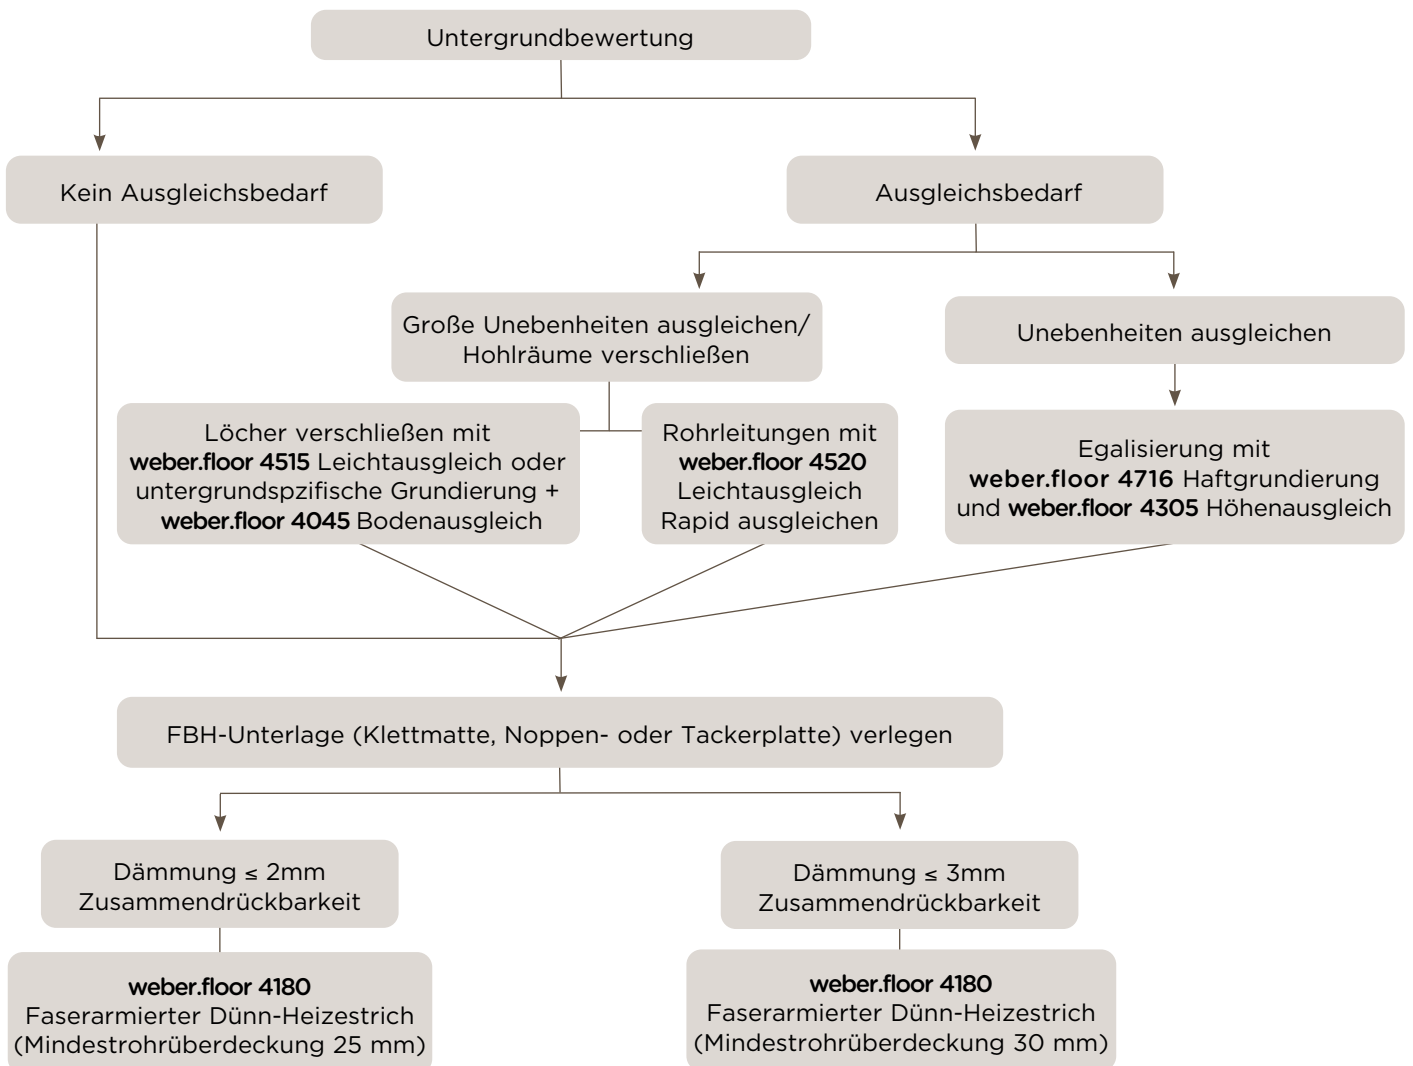 Untergrundbewertung
Kein Ausgleichsbedarf
Ausgleichsbedarf
Große Unebenheiten ausgleichen/
Hohlräume verschließen
Unebenheiten ausgleichen
Löcher verschließen mit
weber.floor 4515 Leichtausgleich oder
untergrundspzifische Grundierung +
weber.floor 4045 Bodenausgleich
Rohrleitungen mit
weber.floor 4520
Leichtausgleich
Rapid ausgleichen
Egalisierung mit
weber.floor 4716 Haftgrundierung
und weber.floor 4305 Höhenausgleich
FBH-Unterlage (Klettmatte, Noppen- oder Tackerplatte) verlegen
Dämmung ≤ 2mm
Zusammendrückbarkeit
Dämmung ≤ 3mm
Zusammendrückbarkeit
weber.floor 4180
Faserarmierter Dünn-Heizestrich
(Mindestrohrüberdeckung 25 mm)
weber.floor 4180
Faserarmierter Dünn-Heizestrich
(Mindestrohrüberdeckung 30 mm)